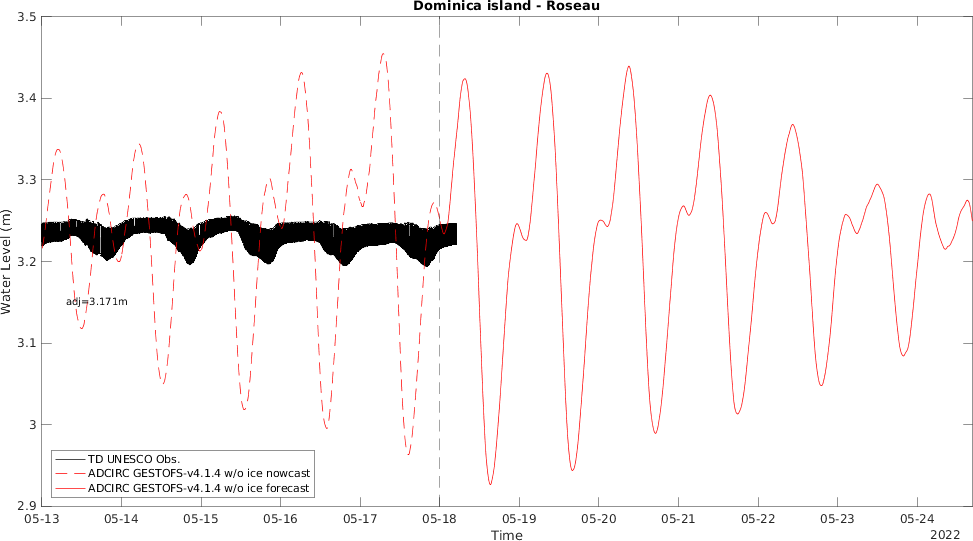 Dominica island - Roseau
3.5
3.4
3.3
3.2
3.1
3
2.9
Water Level (m)
adj=3.171m
TD UNESCO Obs.
ADCIRC GESTOFS-v4.1.4 w/o ice nowcast
ADCIRC GESTOFS-v4.1.4 w/o ice forecast
05-13 05-14 05-15 05-16 05-17 05-18 05-19 05-20 05-21 05-22 05-23 05-24
Time
2022